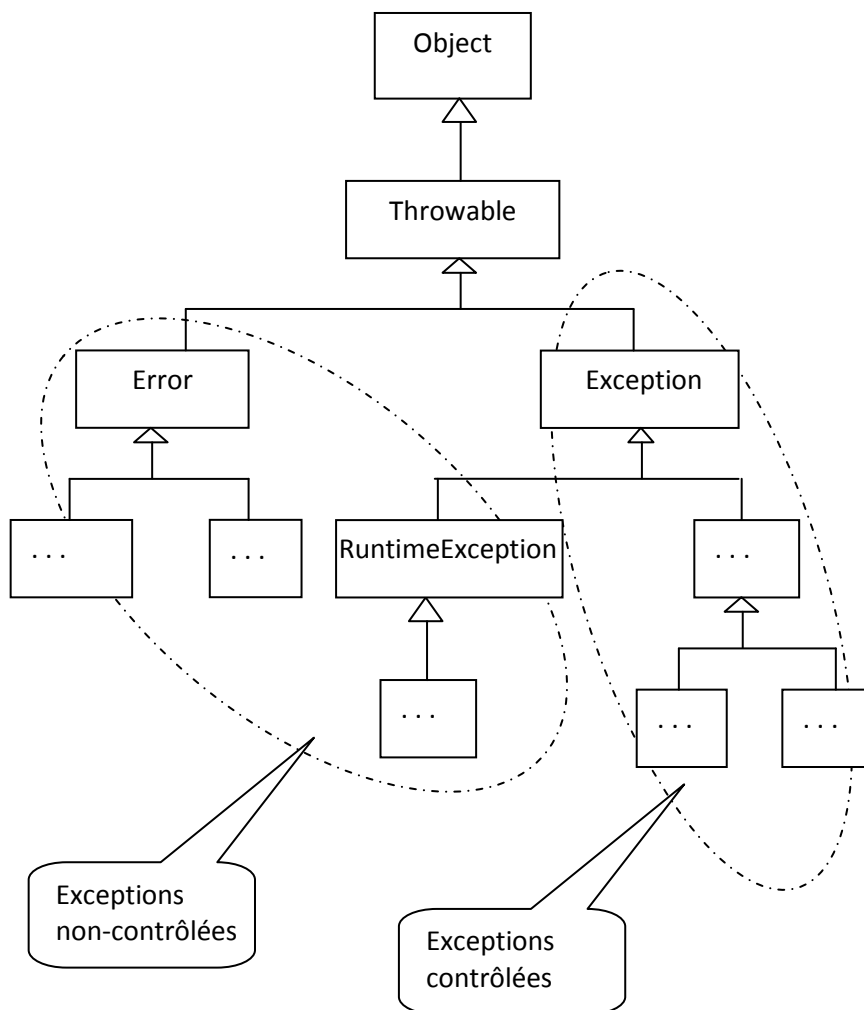 Object
Throwable
Error
Exception
. . .
. . .
RuntimeException
. . .
. . .
. . .
. . .
Exceptions
non-contrôlées
Exceptions
contrôlées